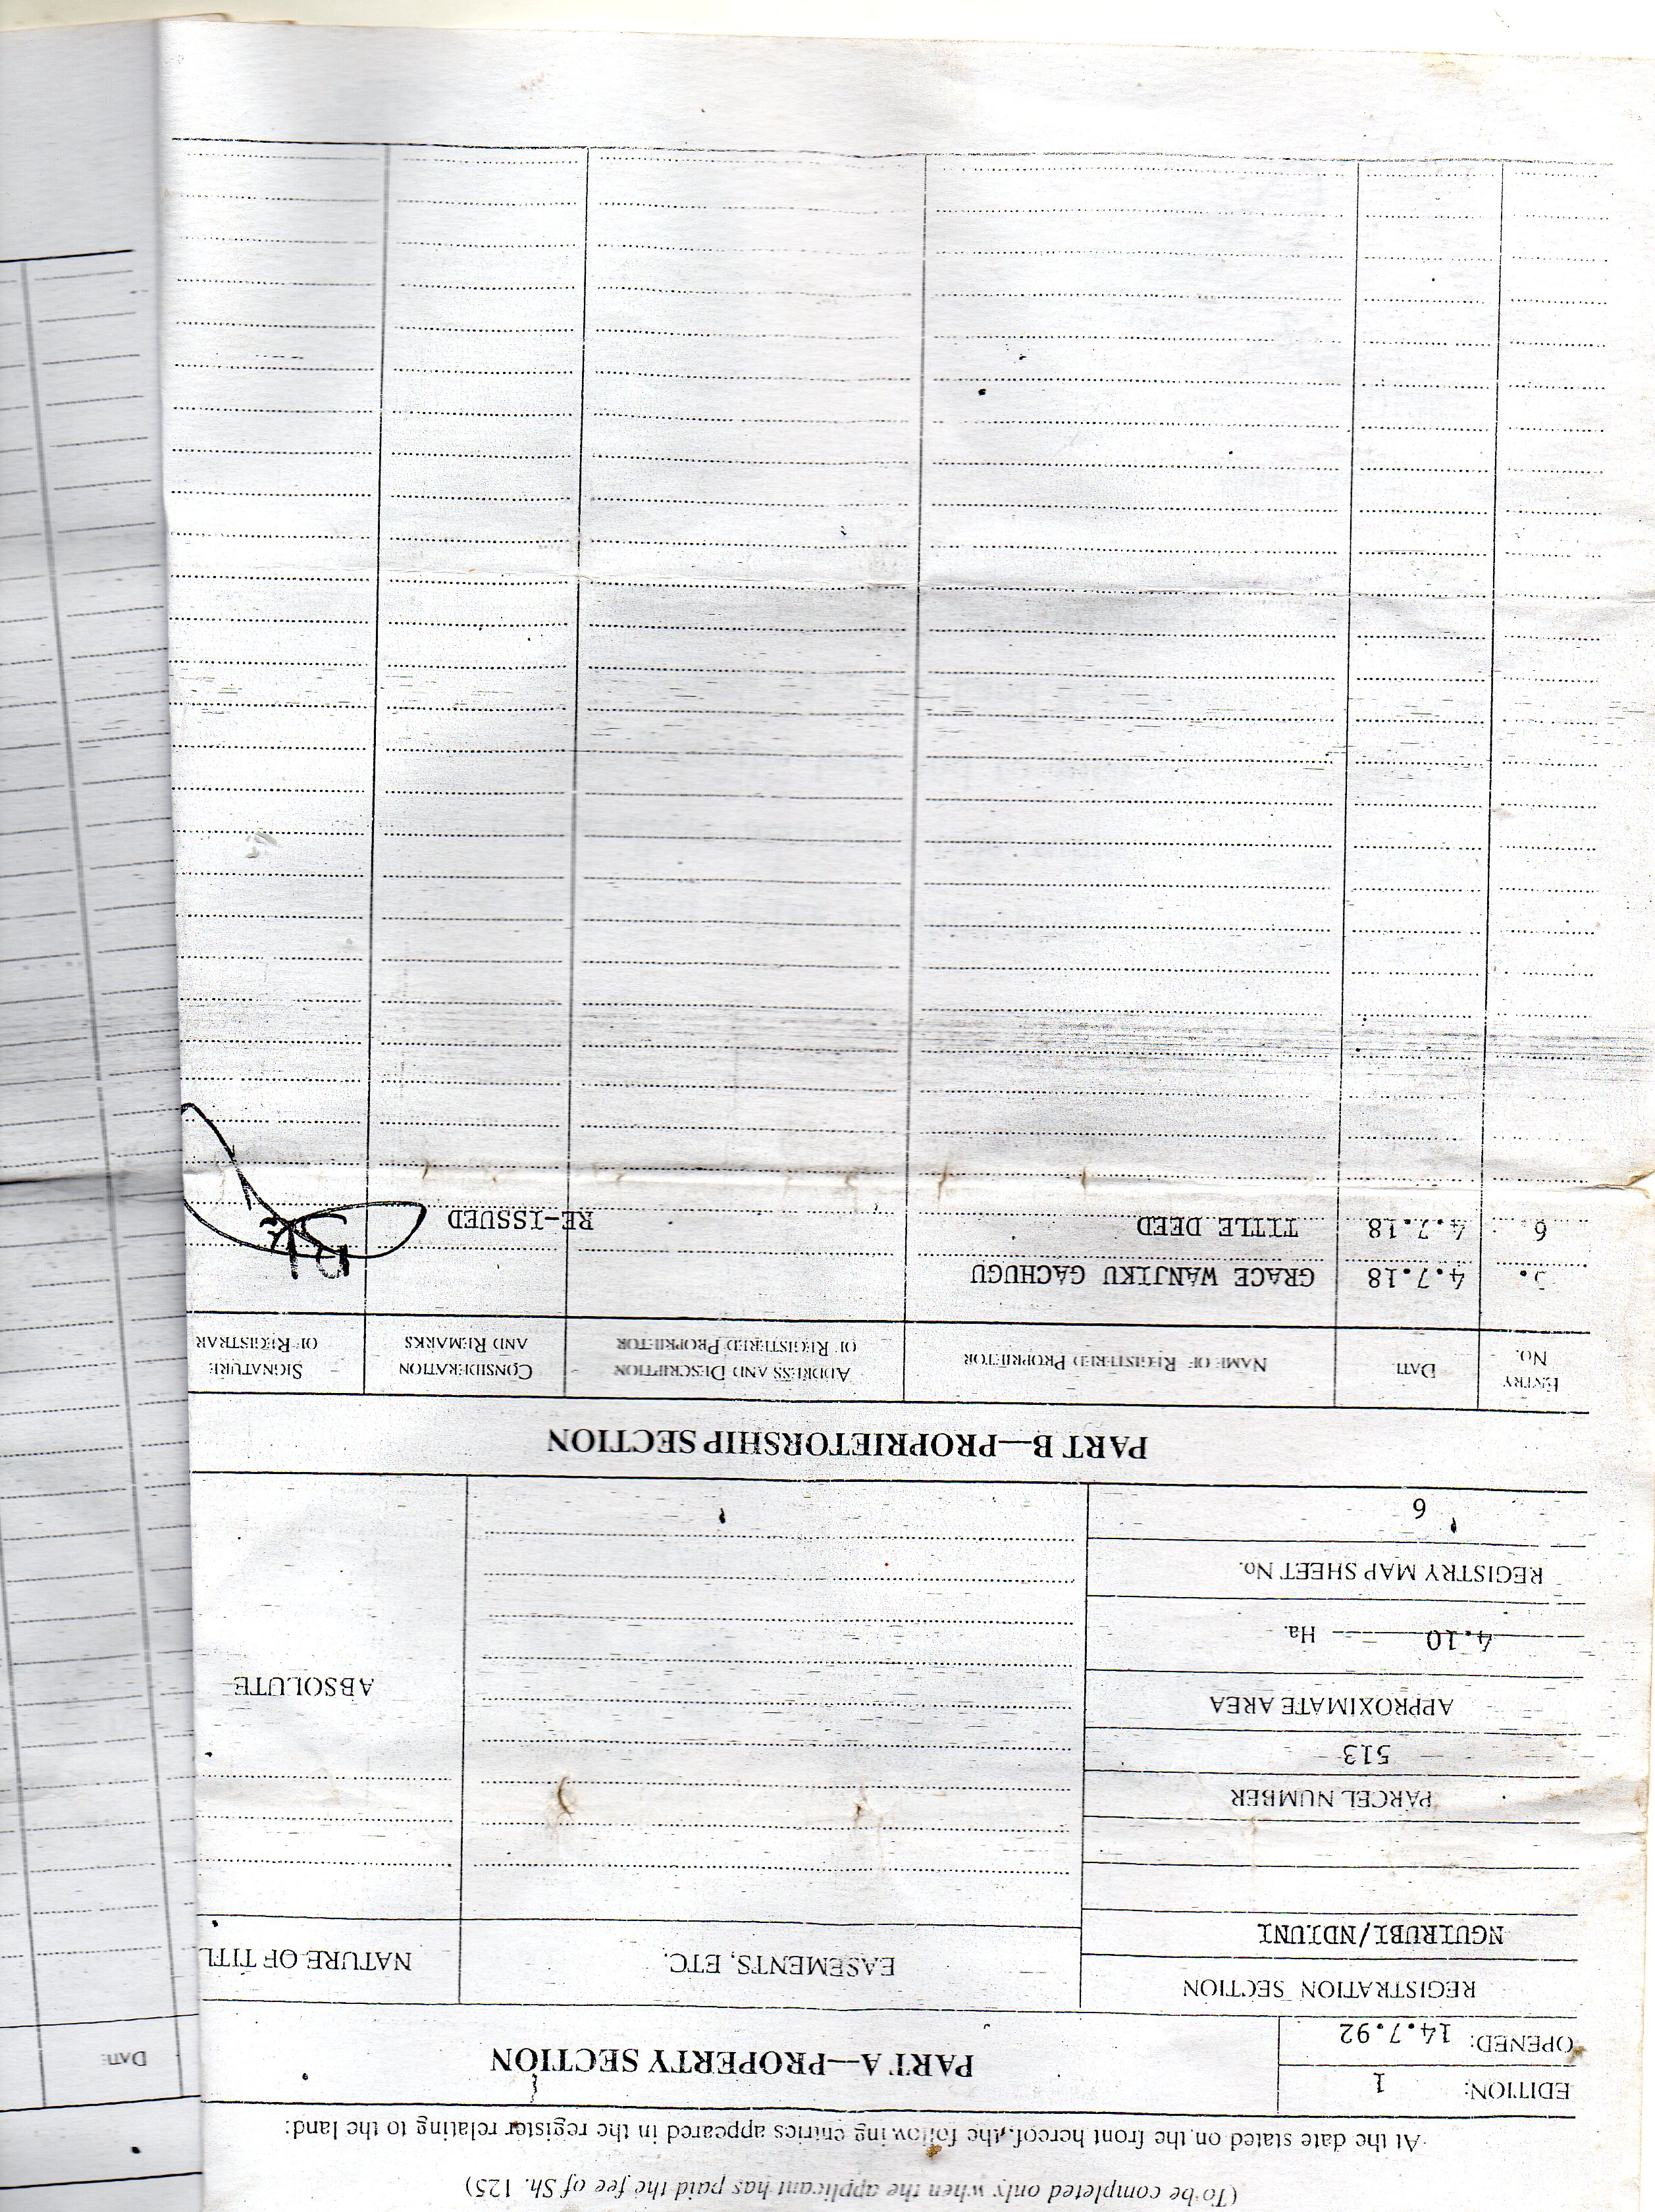 (To be completed only when the applicant has paid the fee of Sh. 125)
At the date stated on the front hereof, the following entries appeared in the register relating to the land:
EDITION: 1
OPENED: 14.7.92
PART A—PROPERTY SECTION
REGISTRATION SECTION
EASEMENTS, ETC.
NATURE OF TITL
NGUIRUBI/NDIUNI
PARCEL NUMBER
513
APPROXIMATE AREA
4.10 Ha.
ABSOLUTE
REGISTRY MAP SHEET No.
6
PART B—PROPRIETORSHIP SECTION
ENTRY No.
DATE
NAME OF REGISTERED PROPRIETOR
ADDRESS AND DESCRIPTION OF REGISTERED PROPRIETOR
CONSIDERATION AND REMARKS
SIGNATURE OF REGISTRAR
4.7.18 GRACE WANJIKU GACHUGU
6. 4.7.18 TITLE DEED RE-ISSUED
DATE